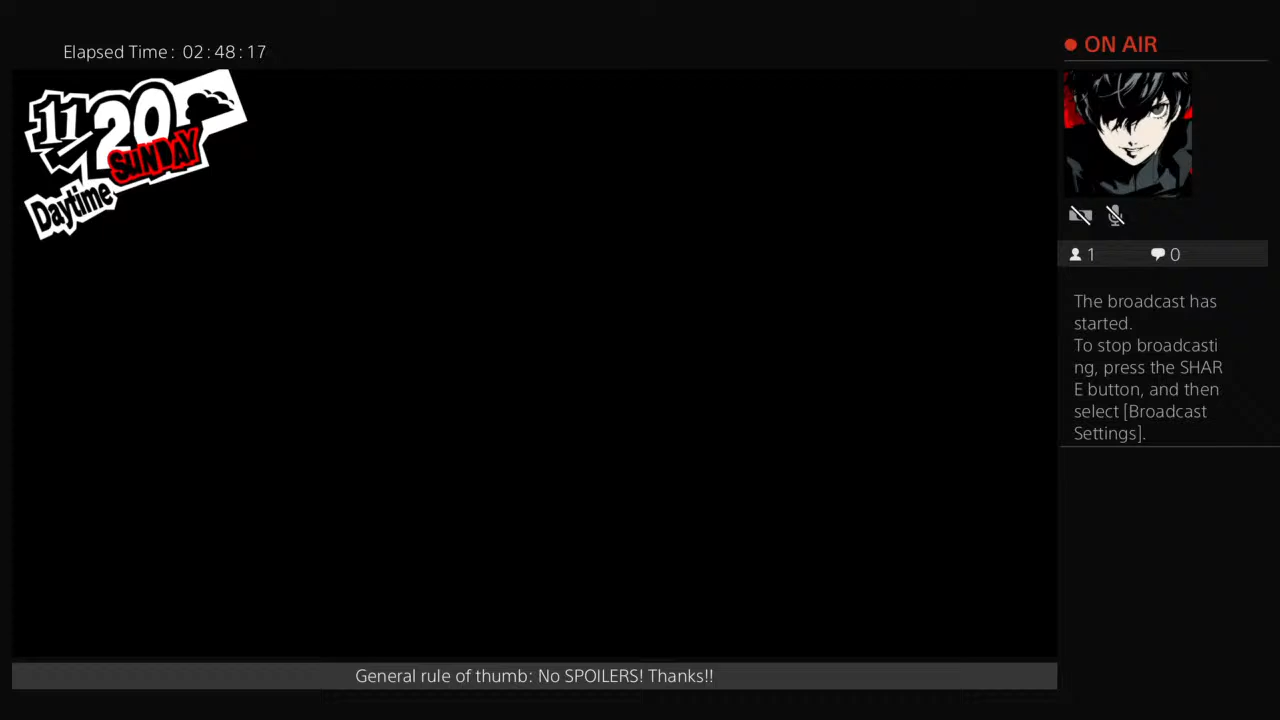 Elapsed Time: 02:48:17
ON AIR
11/20
SUNDAY
Daytime
1
0
The broadcast has
started.
To stop broadcasti
ng, press the SHAR
E button, and then
select [Broadcast
Settings].
General rule of thumb: No SPOILERS! Thanks!!